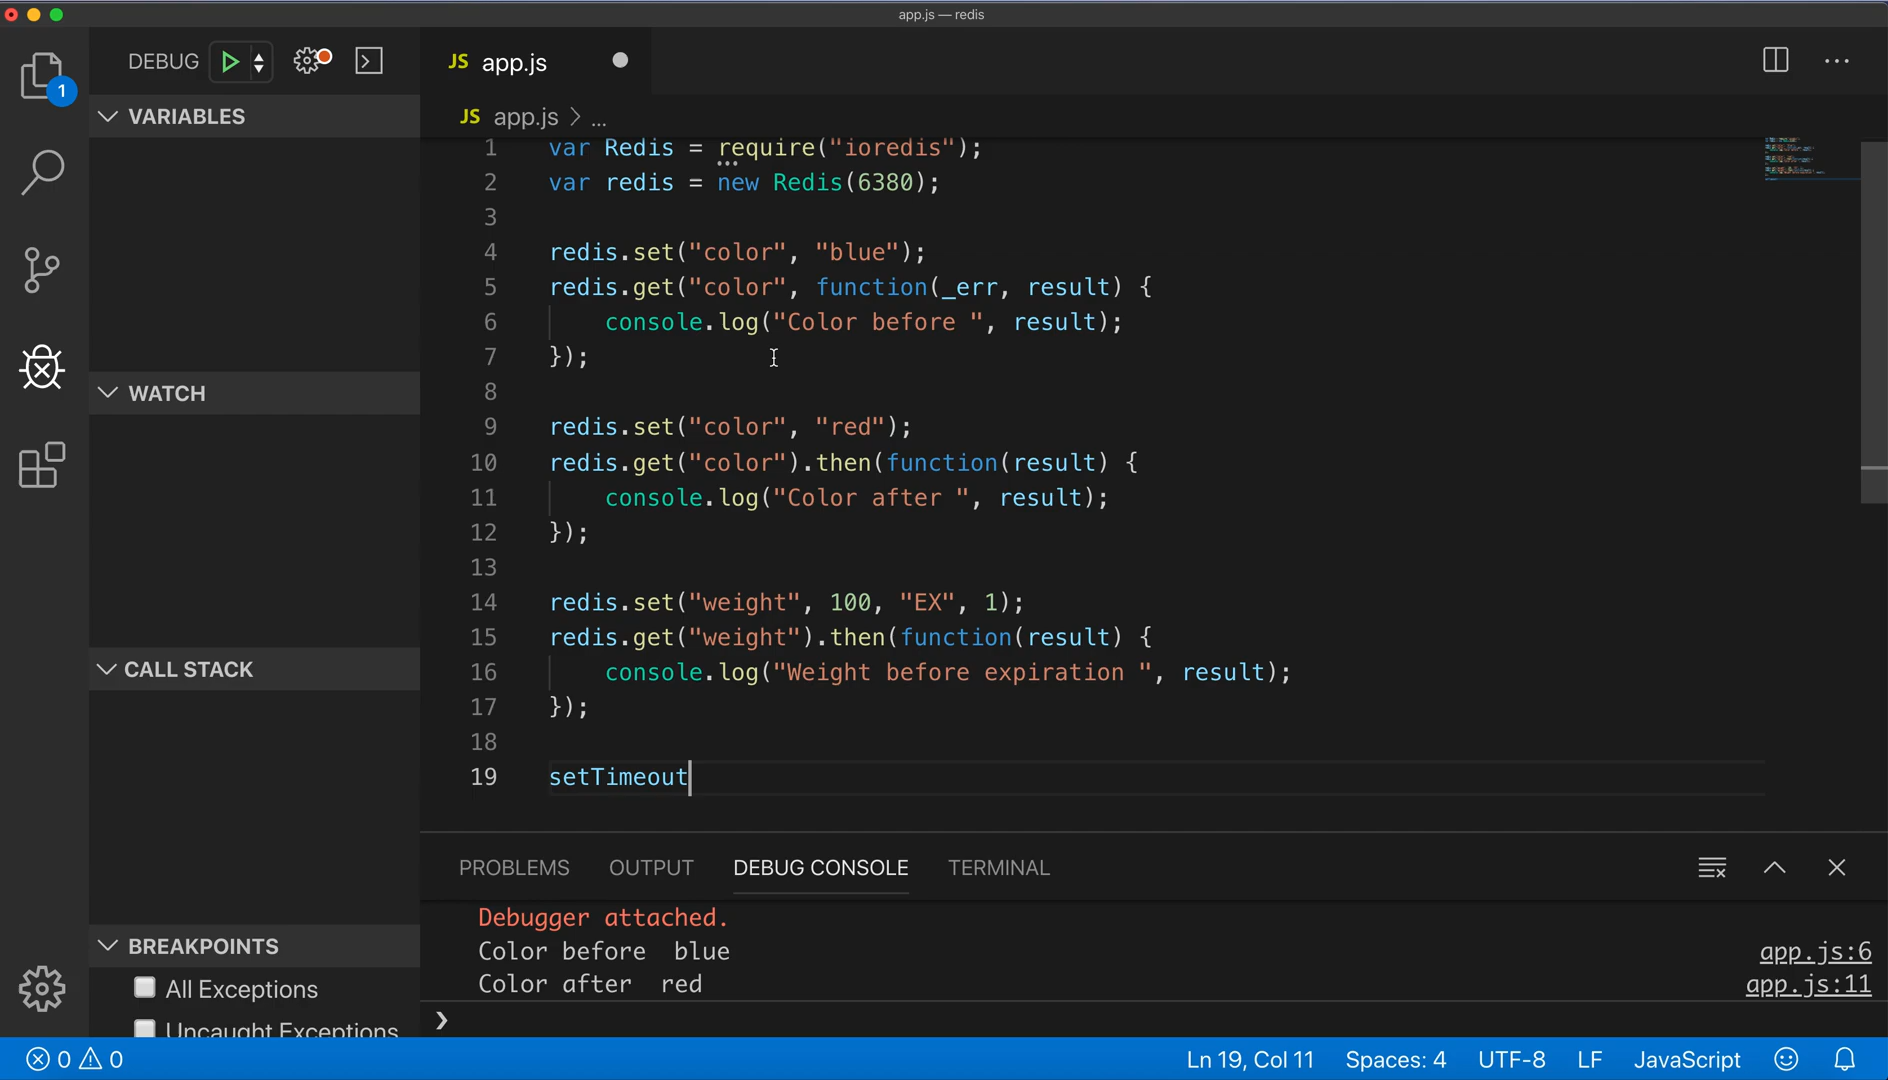 app.js — redis
DEBUG
1
VARIABLES
WATCH
CALL STACK
BREAKPOINTS
All Exceptions
Uncaught Exceptions
JS app.js
JS app.js > ...
1 var Redis = require("ioredis");
2 var redis = new Redis(6380);
3
4 redis.set("color", "blue");
5 redis.get("color", function(_err, result) {
6 console.log("Color before ", result);
7 });
8
9 redis.set("color", "red");
10 redis.get("color").then(function(result) {
11 console.log("Color after ", result);
12 });
13
14 redis.set("weight", 100, "EX", 1);
15 redis.get("weight").then(function(result) {
16 console.log("Weight before expiration ", result);
17 });
18
19 setTimeout
PROBLEMS OUTPUT DEBUG CONSOLE TERMINAL
Debugger attached.
Color before  blue app.js:6
Color after  red app.js:11
0 0 Ln 19, Col 11 Spaces: 4 UTF-8 LF JavaScript